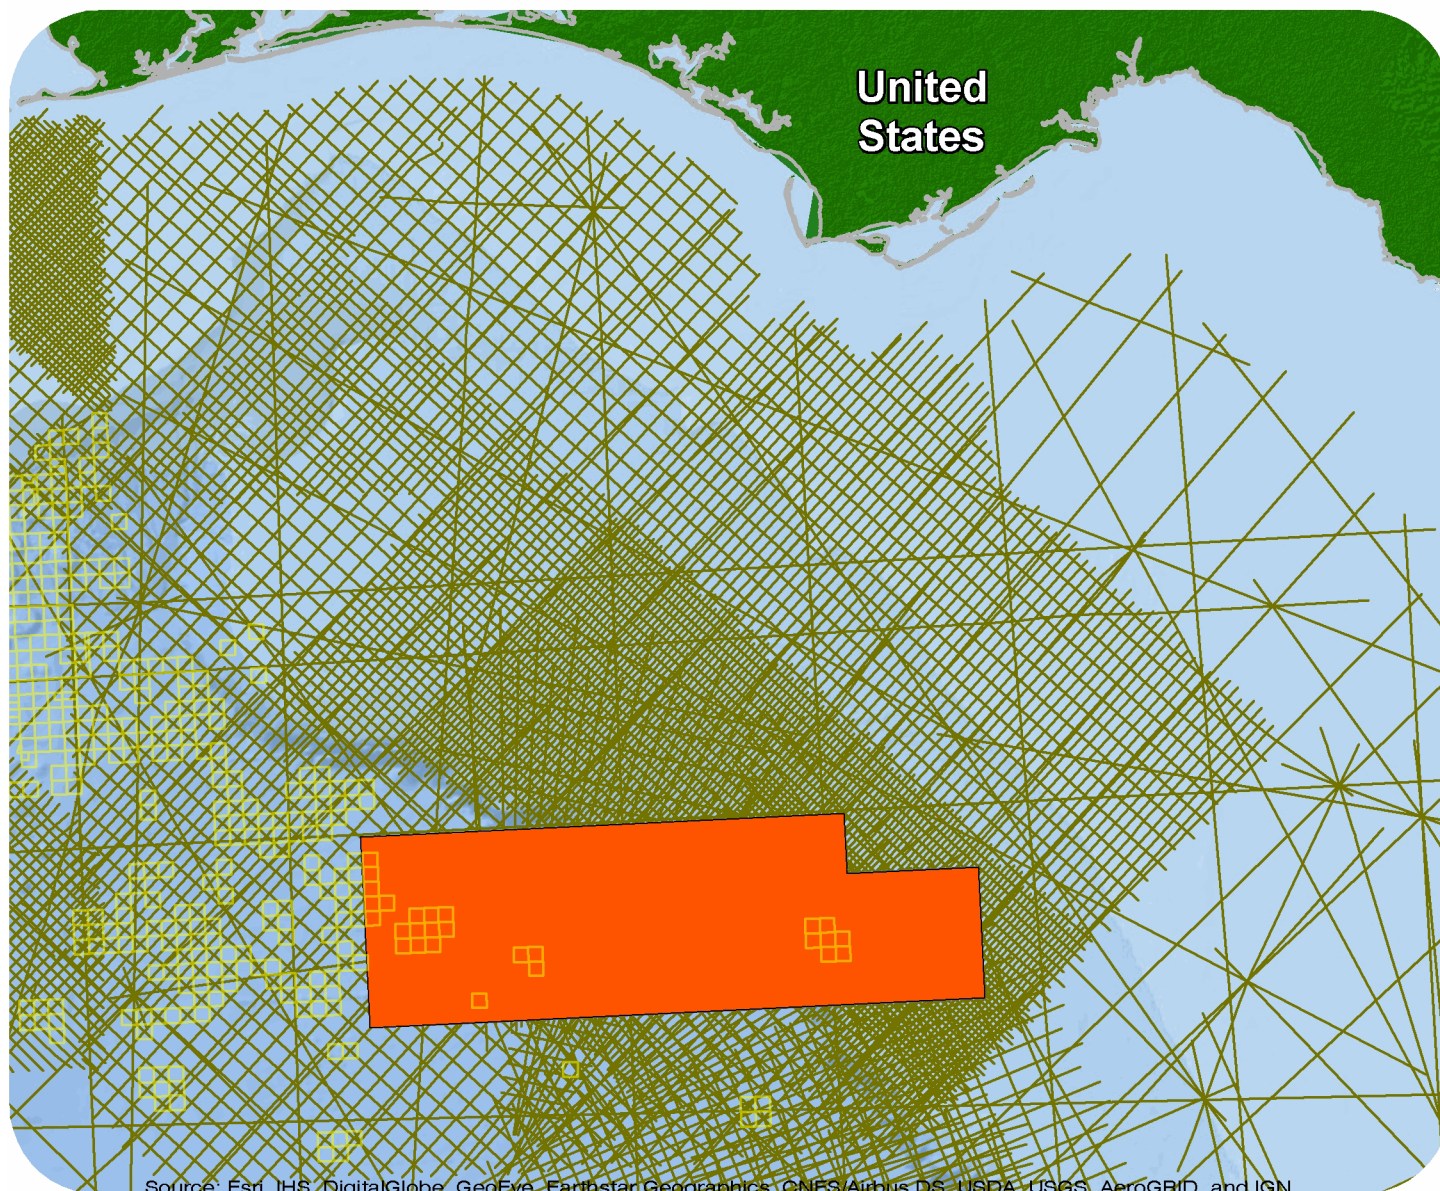 United
States
Source: Esri, IHS, DigitalGlobe, GeoEye, Earthstar Geographics, CNES/Airbus DS, USDA, USGS, AeroGRID, and IGN